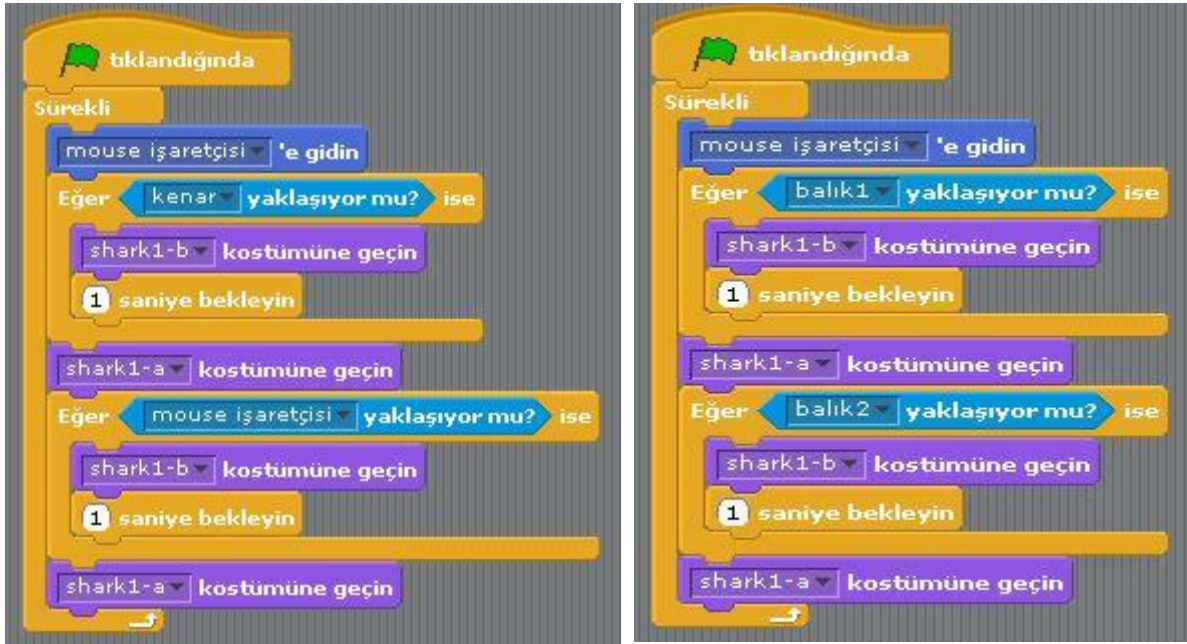 tıklandığında
Sürekli
mouse işaretçisi 'e gidin
Eğer kenar yaklaşıyor mu? ise
shark1-b kostümüne geçin
1 saniye bekleyin
shark1-a kostümüne geçin
Eğer mouse işaretçisi yaklaşıyor mu? ise
shark1-b kostümüne geçin
1 saniye bekleyin
shark1-a kostümüne geçin
tıklandığında
Sürekli
mouse işaretçisi 'e gidin
Eğer balık1 yaklaşıyor mu? ise
shark1-b kostümüne geçin
1 saniye bekleyin
shark1-a kostümüne geçin
Eğer balık2 yaklaşıyor mu? ise
shark1-b kostümüne geçin
1 saniye bekleyin
shark1-a kostümüne geçin